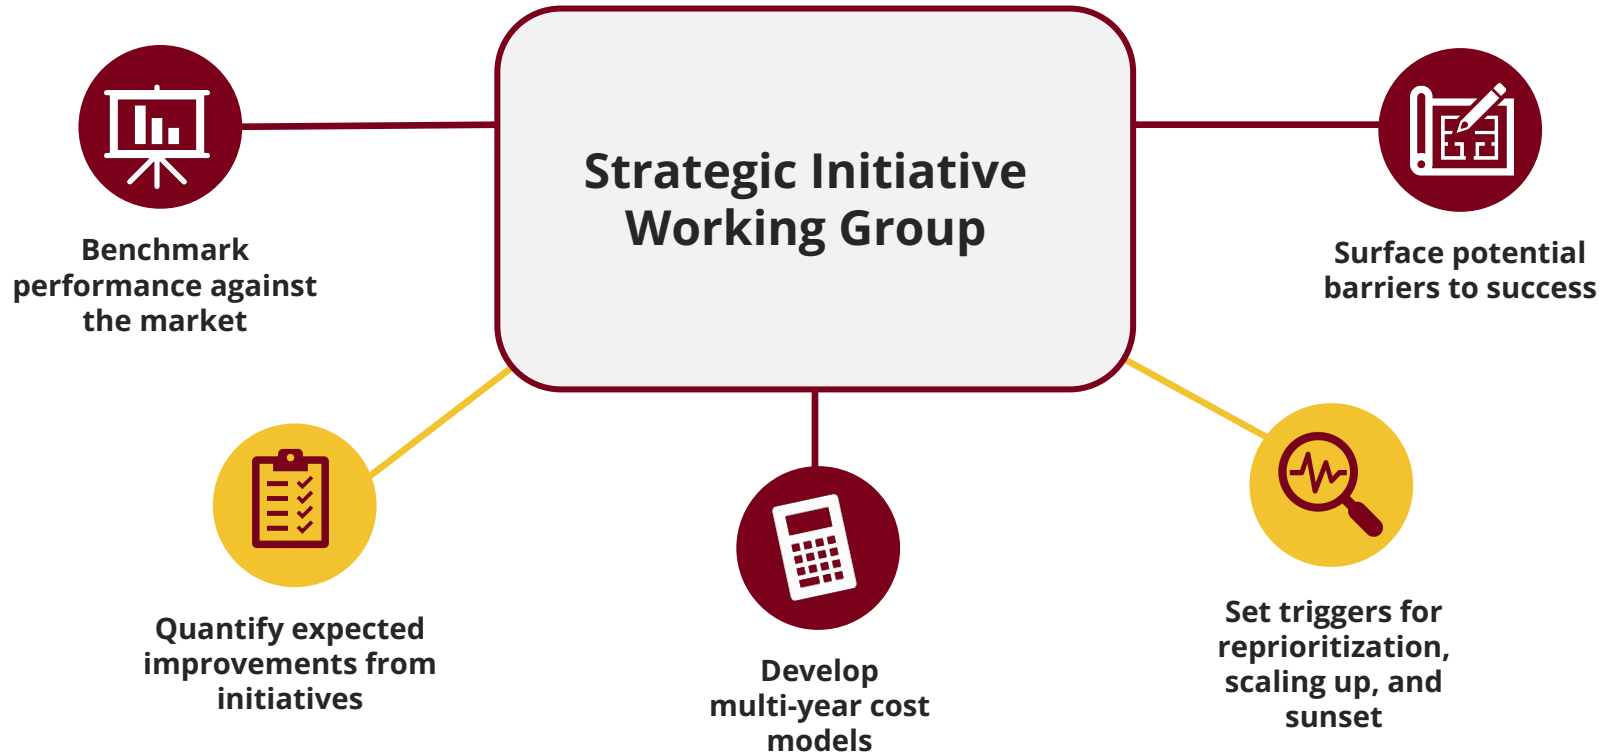 Strategic Initiative
Working Group
Benchmark
performance against
the market
Surface potential
barriers to success
Quantify expected
improvements from
initiatives
Develop
multi-year cost
models
Set triggers for
reprioritization,
scaling up, and
sunset